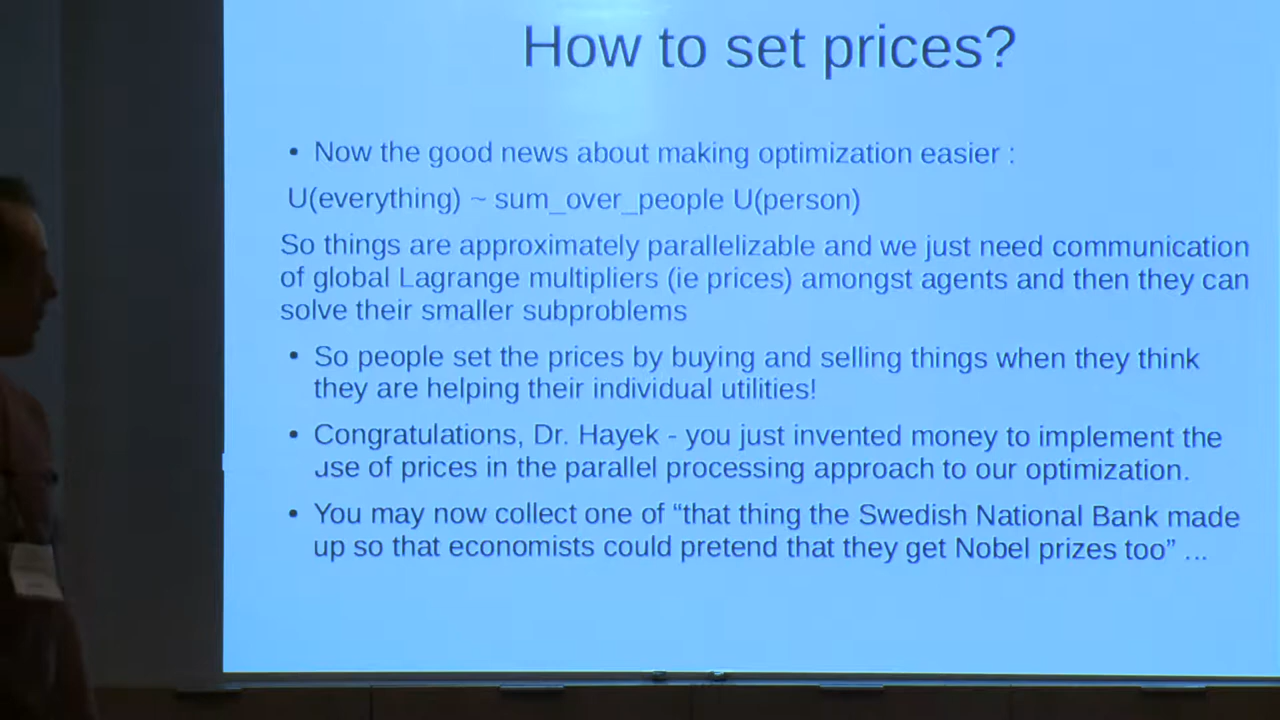 How to set prices?
• Now the good news about making optimization easier :
U(everything) ~ sum_over_people U(person)
So things are approximately parallelizable and we just need communication
of global Lagrange multipliers (ie prices) amongst agents and then they can
solve their smaller subproblems
• So people set the prices by buying and selling things when they think
they are helping their individual utilities!
• Congratulations, Dr. Hayek - you just invented money to implement the
use of prices in the parallel processing approach to our optimization.
• You may now collect one of “that thing the Swedish National Bank made
up so that economists could pretend that they get Nobel prizes too” ...